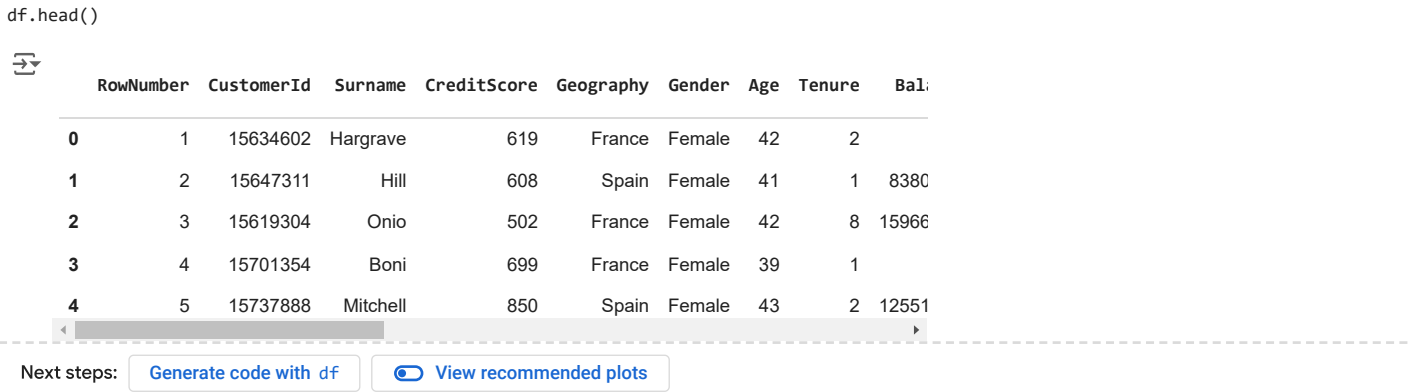 df.head()
RowNumber CustomerId Surname CreditScore Geography Gender Age Tenure
0 1 15634602 Hargrave 619 France Female 42 2
1 2 15647311 Hill 608 Spain Female 41 1 8380
2 3 15619304 Onio 502 France Female 42 8 15966
3 4 15701354 Boni 699 France Female 39 1
4 5 15737888 Mitchell 850 Spain Female 43 2 12551
Next steps: Generate code with df View recommended plots